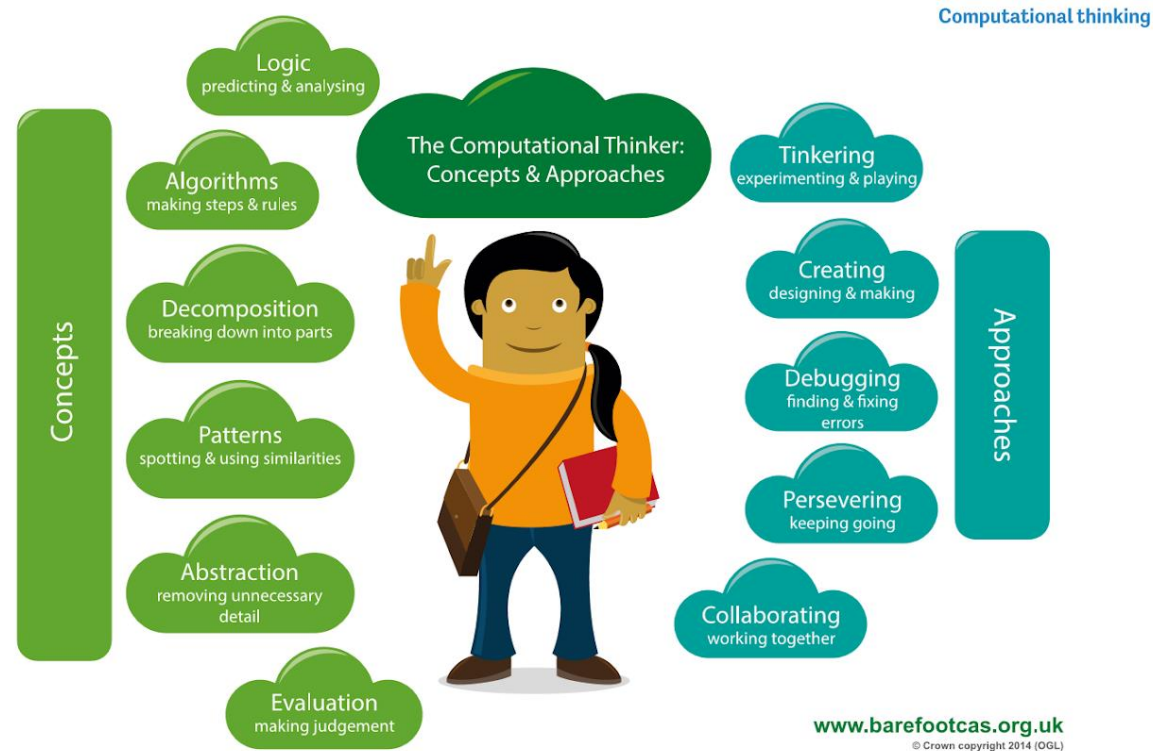 Computational thinking
The Computational Thinker:
Concepts & Approaches
Concepts
Logic
predicting & analysing
Algorithms
making steps & rules
Decomposition
breaking down into parts
Patterns
spotting & using similarities
Abstraction
removing unnecessary
detail
Evaluation
making judgement
Tinkering
experimenting & playing
Creating
designing & making
Debugging
finding & fixing
errors
Persevering
keeping going
Collaborating
working together
Approaches
www.barefootcas.org.uk
© Crown copyright 2014 (OGL)